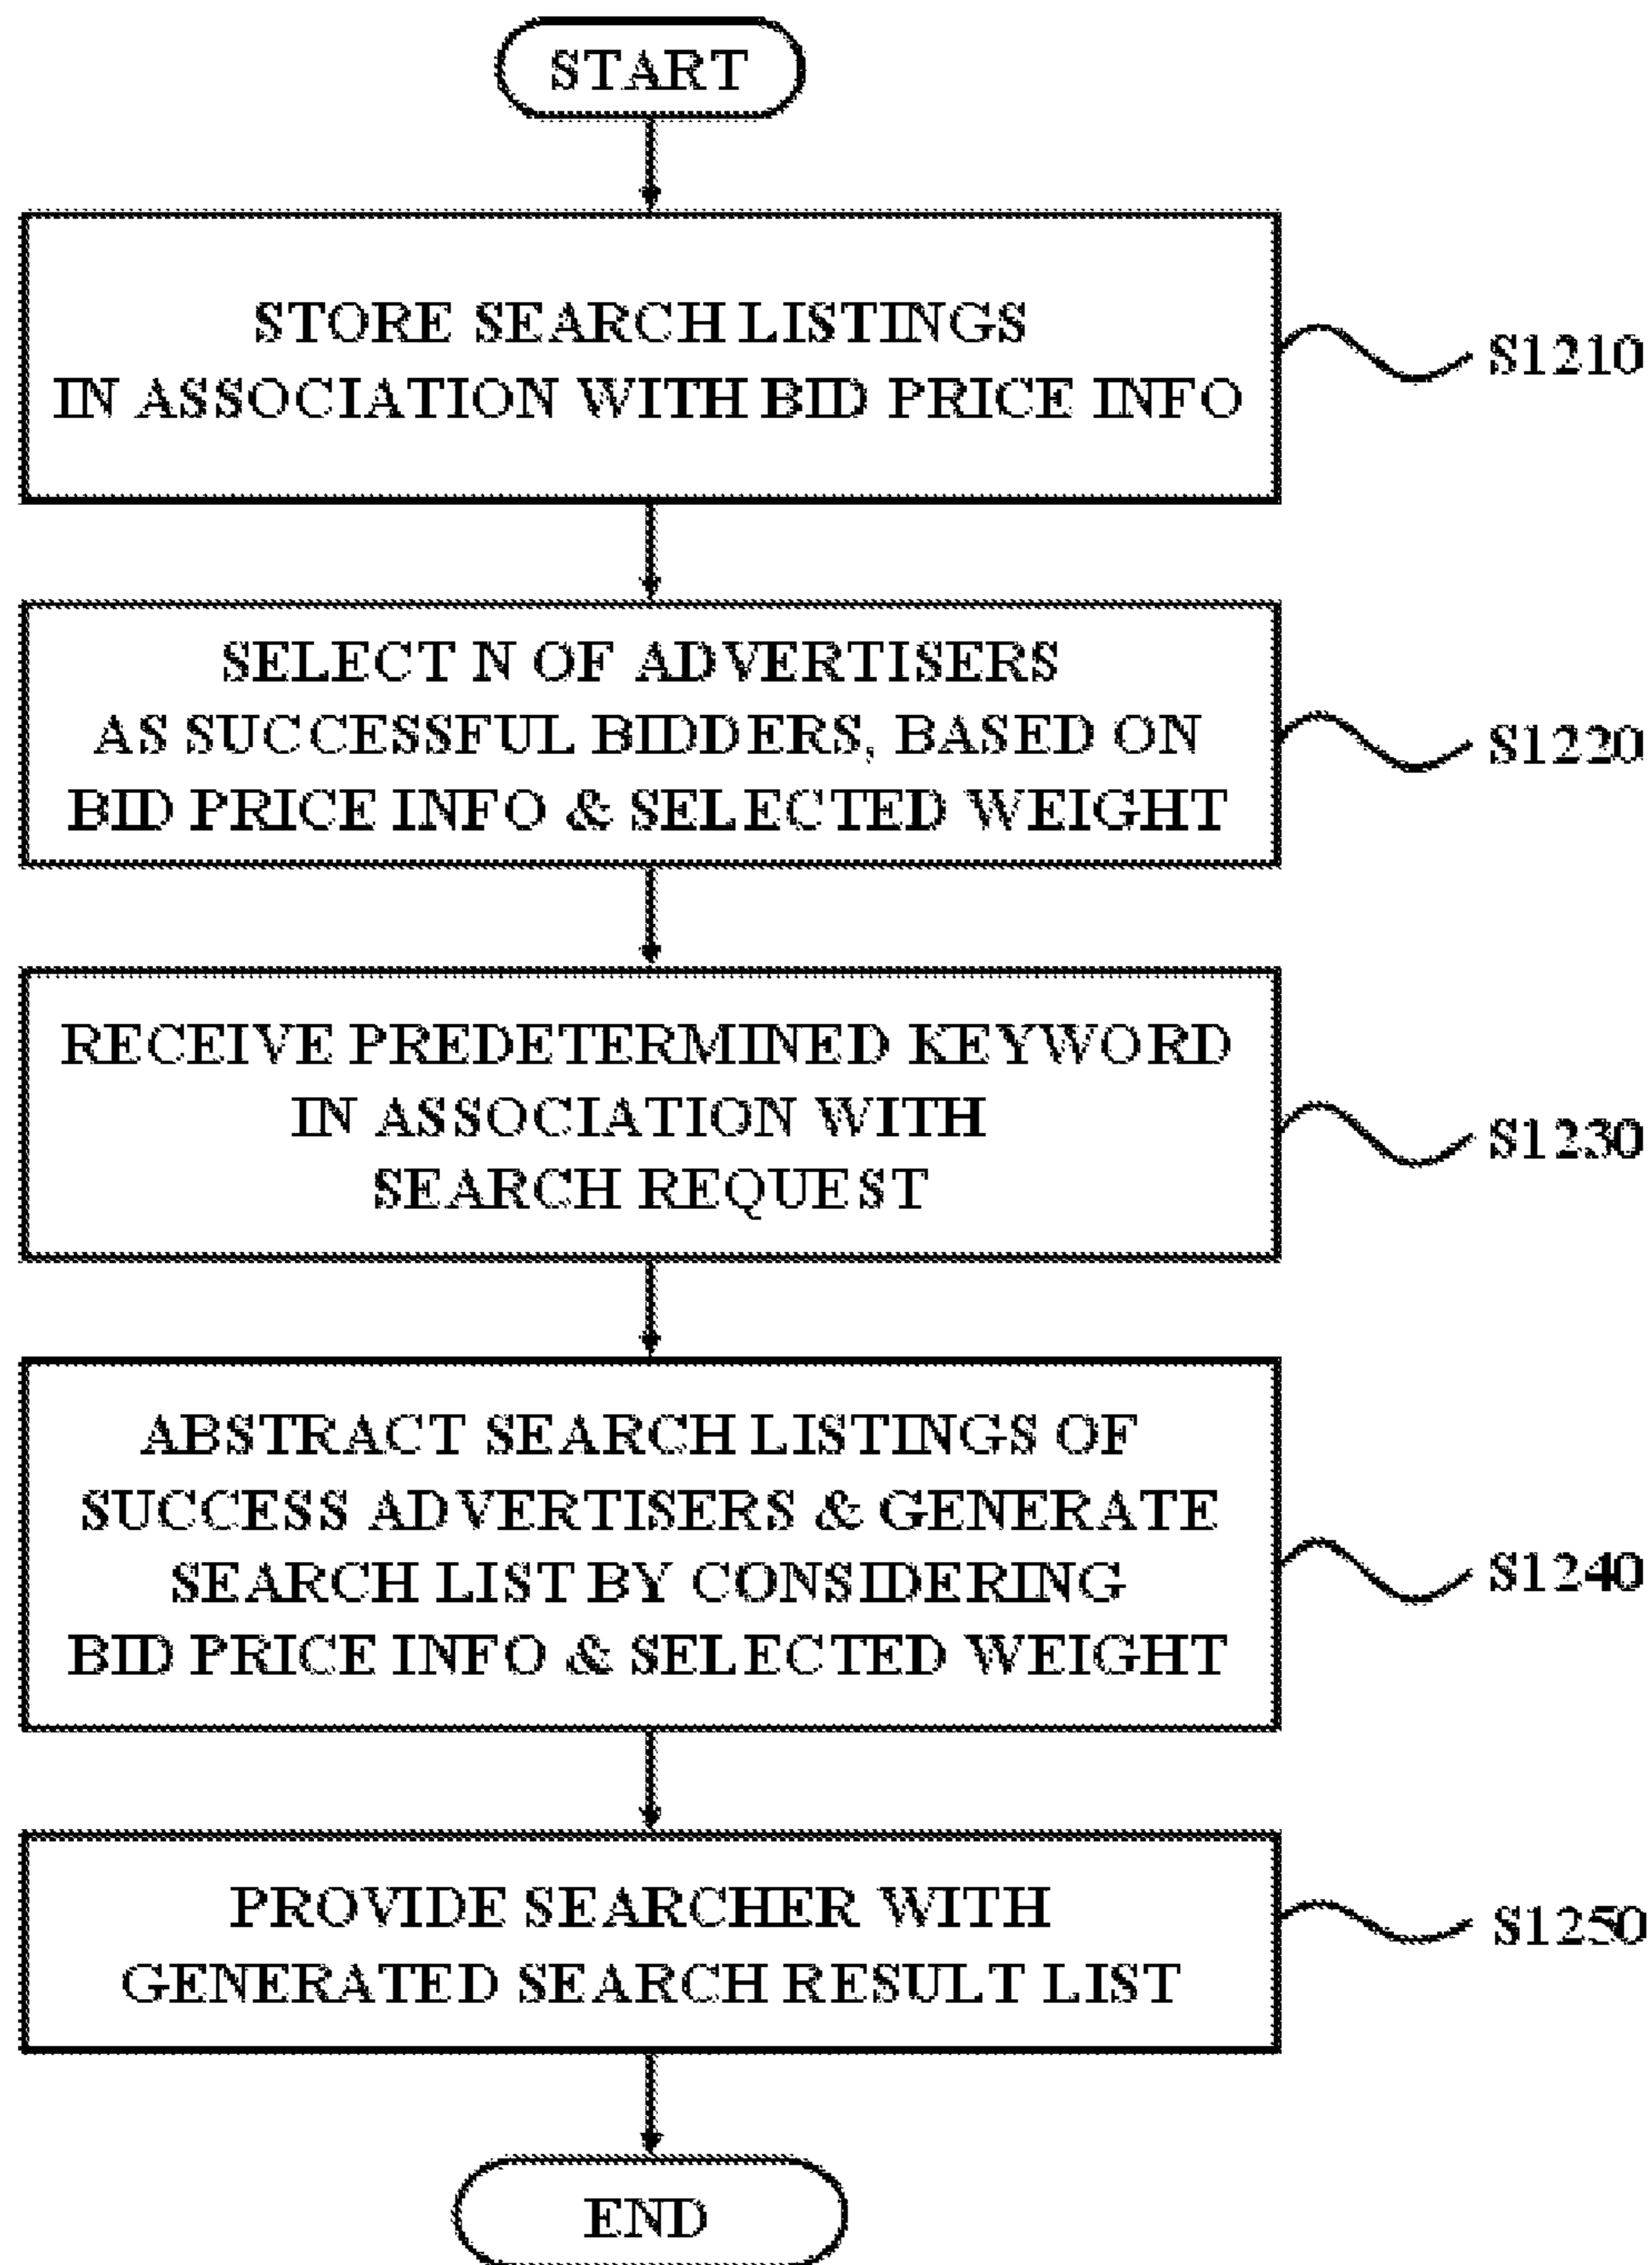 START
STORE SEARCH LISTINGS
IN ASSOCIATION WITH BID PRICE INFO
S1210
SELECT N OF ADVERTISERS
AS SUCCESSFUL BIDDERS, BASED ON
BID PRICE INFO & SELECTED WEIGHT
S1220
RECEIVE PREDETERMINED KEYWORD
IN ASSOCIATION WITH
SEARCH REQUEST
S1230
ABSTRACT SEARCH LISTINGS OF
SUCCESS ADVERTISERS & GENERATE
SEARCH LIST BY CONSIDERING
BID PRICE INFO & SELECTED WEIGHT
S1240
PROVIDE SEARCHER WITH
GENERATED SEARCH RESULT LIST
S1250
END